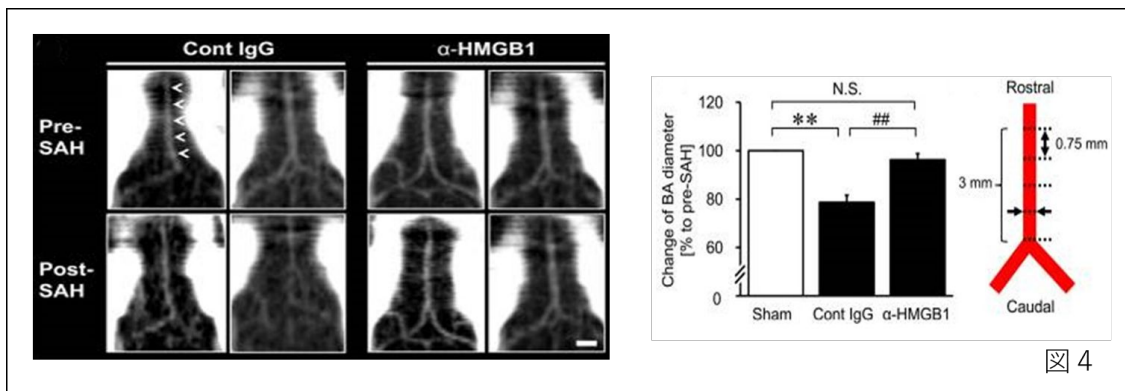 Cont IgG
α-HMGB1
Pre-
SAH
Post-
SAH
Change of BA diameter
[% to pre-SAH]
120
100
80
60
0
N.S.
**
##
Sham
Cont IgG
α-HMGB1
Rostral
0.75 mm
3 mm
Caudal
図 4